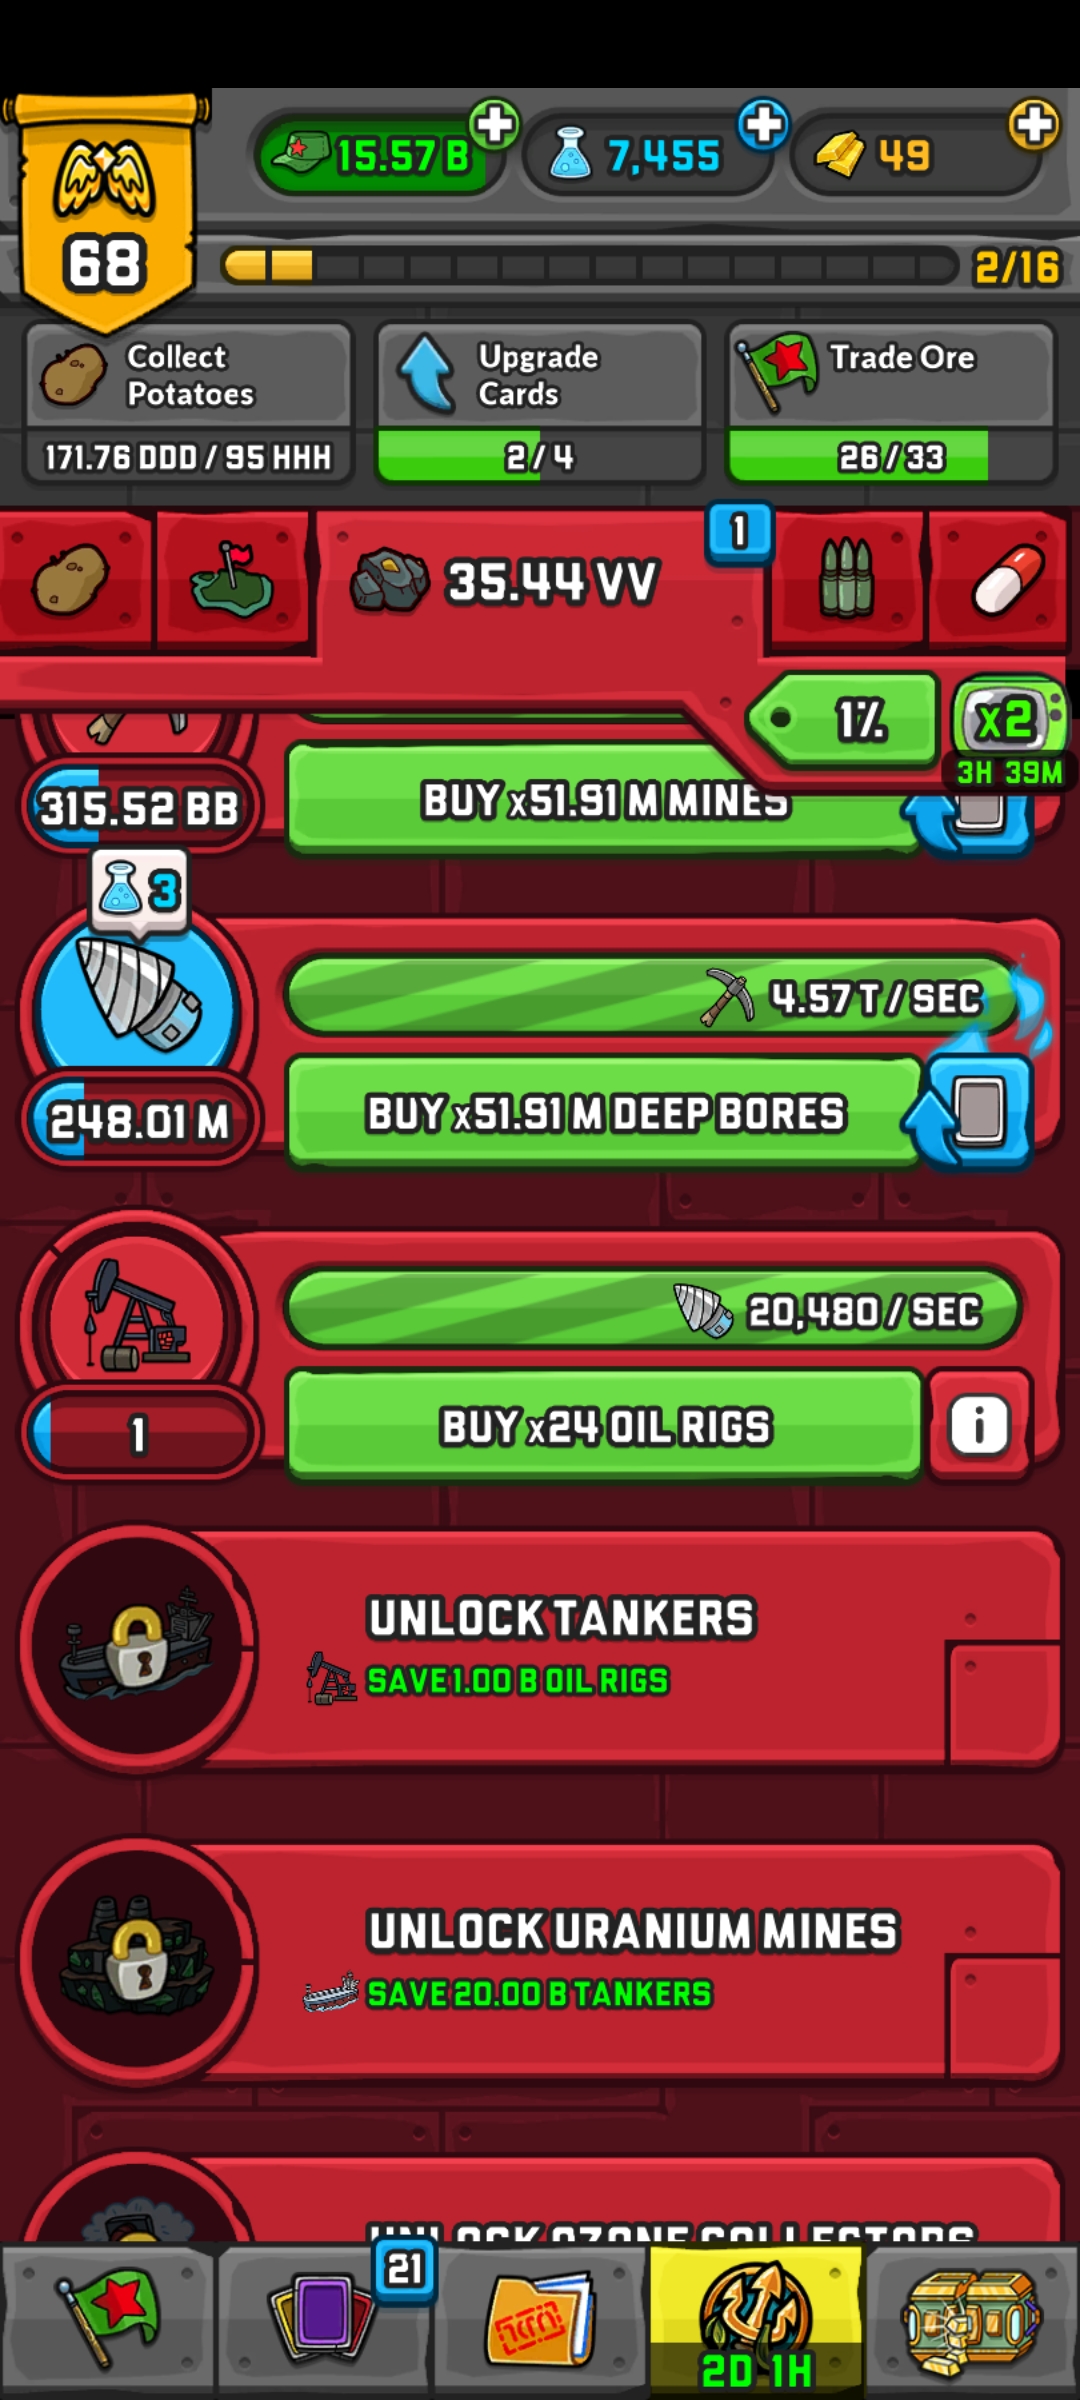 15.57 B
7,455
49
68
2/16
Collect
Potatoes
171.76 DDD / 95 HHH
Upgrade
Cards
2 / 4
Trade Ore
26 / 33
35.44 VV
1
1%
x2
3H 39M
315.52 BB
BUY x51.91 M MINES
3
4.57 T / SEC
248.01 M
BUY x51.91 M DEEP BORES
20,480 / SEC
1
BUY x24 OIL RIGS
i
UNLOCK TANKERS
SAVE 1.00 B OIL RIGS
UNLOCK URANIUM MINES
SAVE 20.00 B TANKERS
UNLOCK OZONE COLLECTORS
21
2D 1H